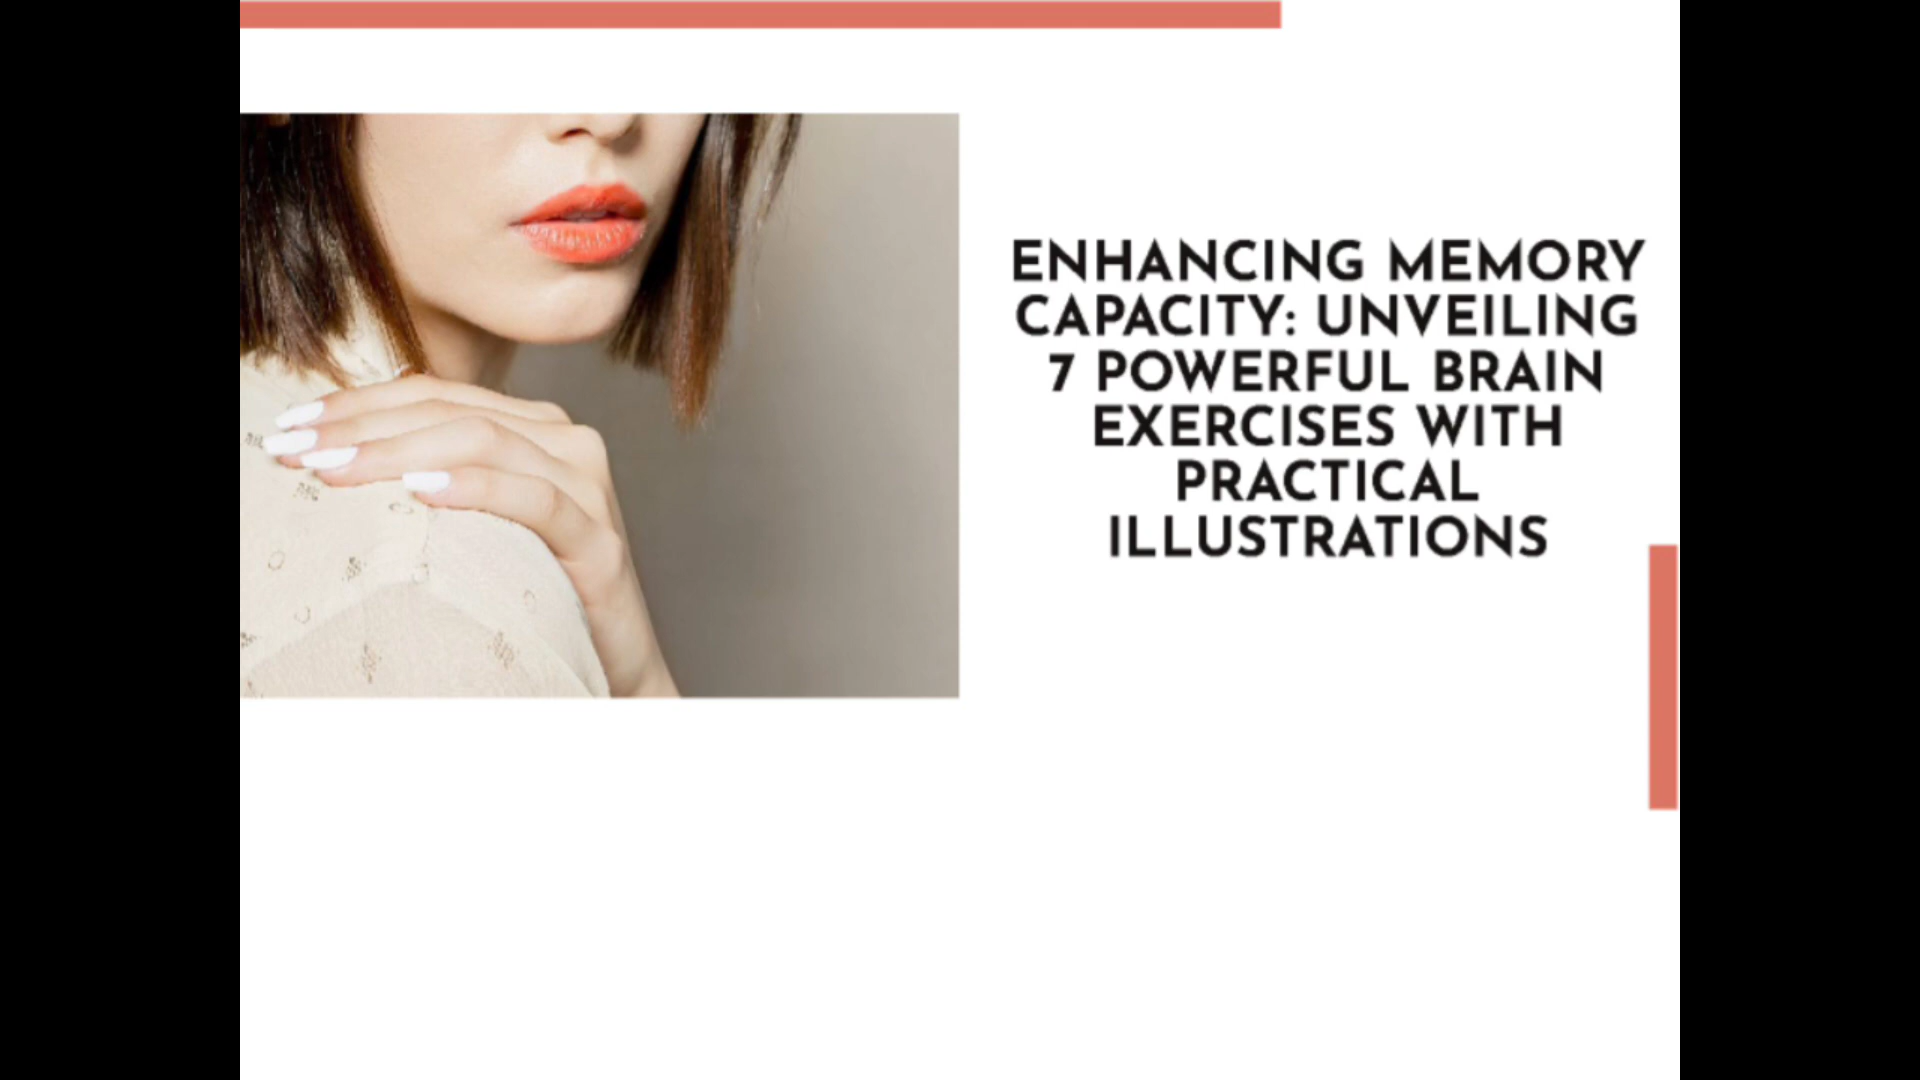 ENHANCING MEMORY
CAPACITY: UNVEILING
7 POWERFUL BRAIN
EXERCISES WITH
PRACTICAL
ILLUSTRATIONS